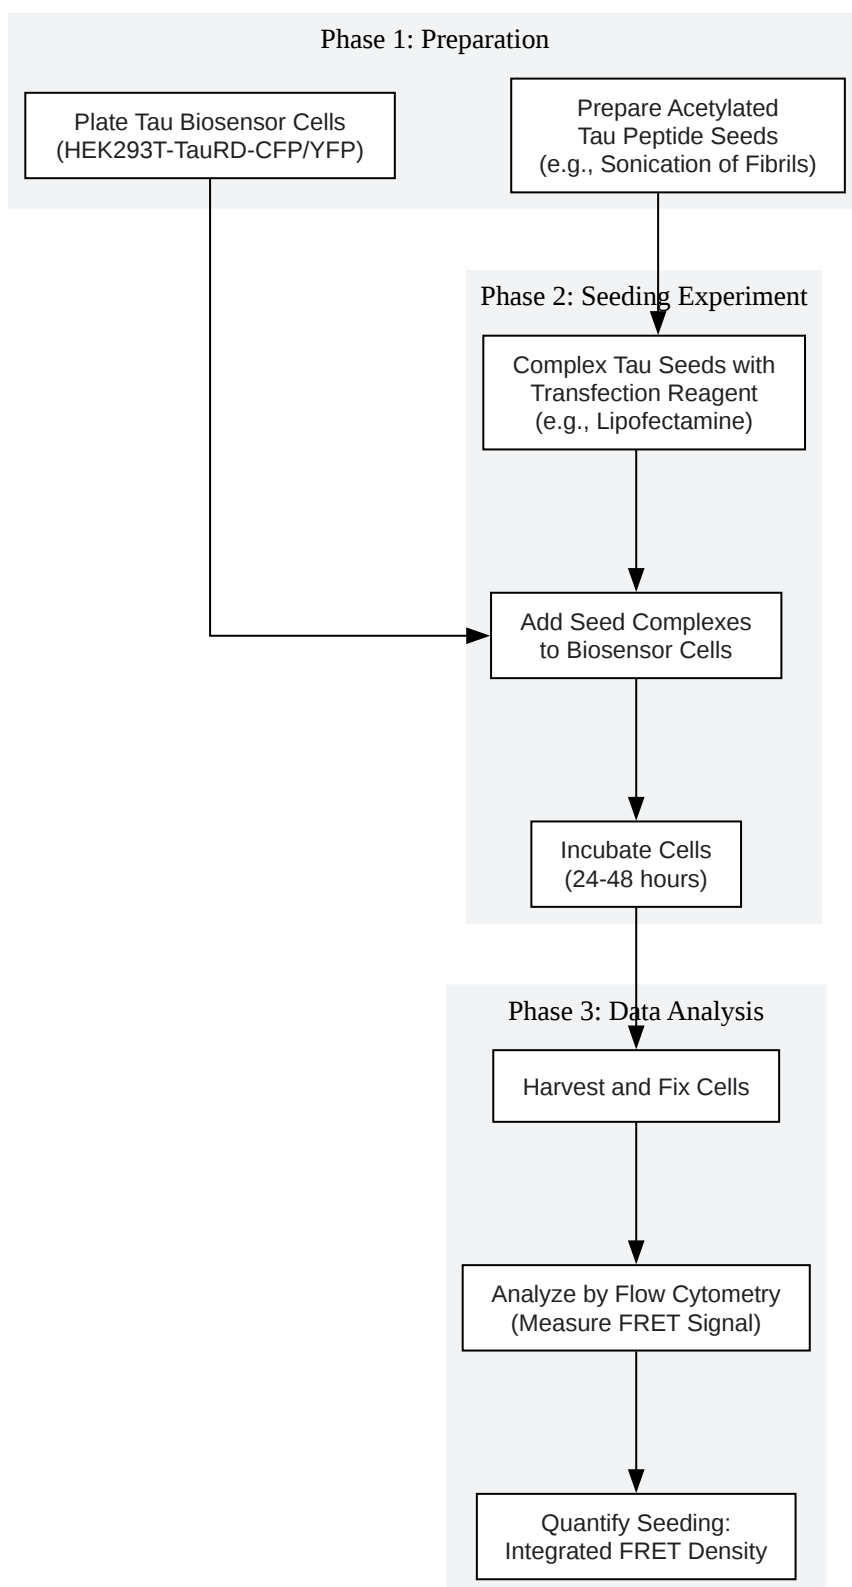 Phase 1: Preparation
Plate Tau Biosensor Cells
(HEK293T-TauRD-CFP/YFP)
Prepare Acetylated
Tau Peptide Seeds
(e.g., Sonication of Fibrils)
Phase 2: Seeding Experiment
Complex Tau Seeds with
Transfection Reagent
(e.g., Lipofectamine)
Add Seed Complexes
to Biosensor Cells
Incubate Cells
(24-48 hours)
Phase 3: Data Analysis
Harvest and Fix Cells
Analyze by Flow Cytometry
(Measure FRET Signal)
Quantify Seeding:
Integrated FRET Density